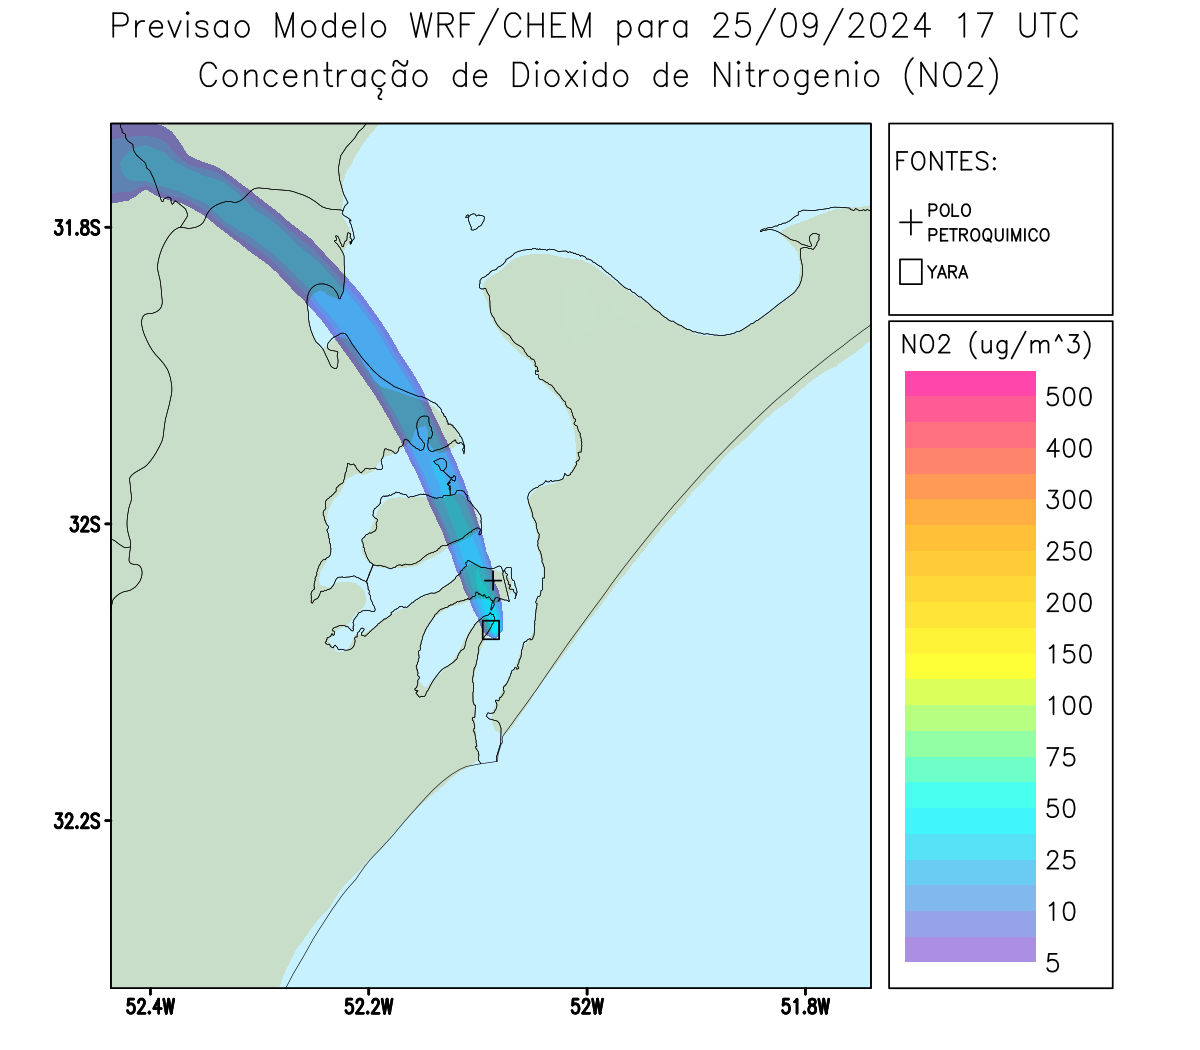 Previsao Modelo WRF/CHEM para 25/09/2024 17 UTC
Concentração de Dioxido de Nitrogenio (NO2)
FONTES:
POLO
PETROQUIMICO
YARA
NO2 (ug/m^3)
500
400
300
250
200
150
100
75
50
25
10
5
31.8S
32S
32.2S
52.4W
52.2W
52W
51.8W